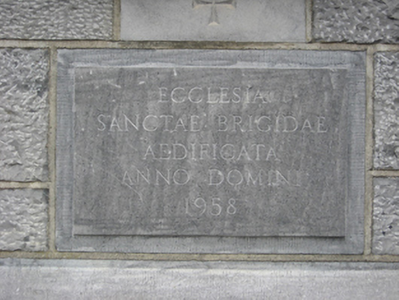 ECCLESIA
SANCTAE BRIGIDAE
AEDIFICATA
ANNO DOMINI
1958